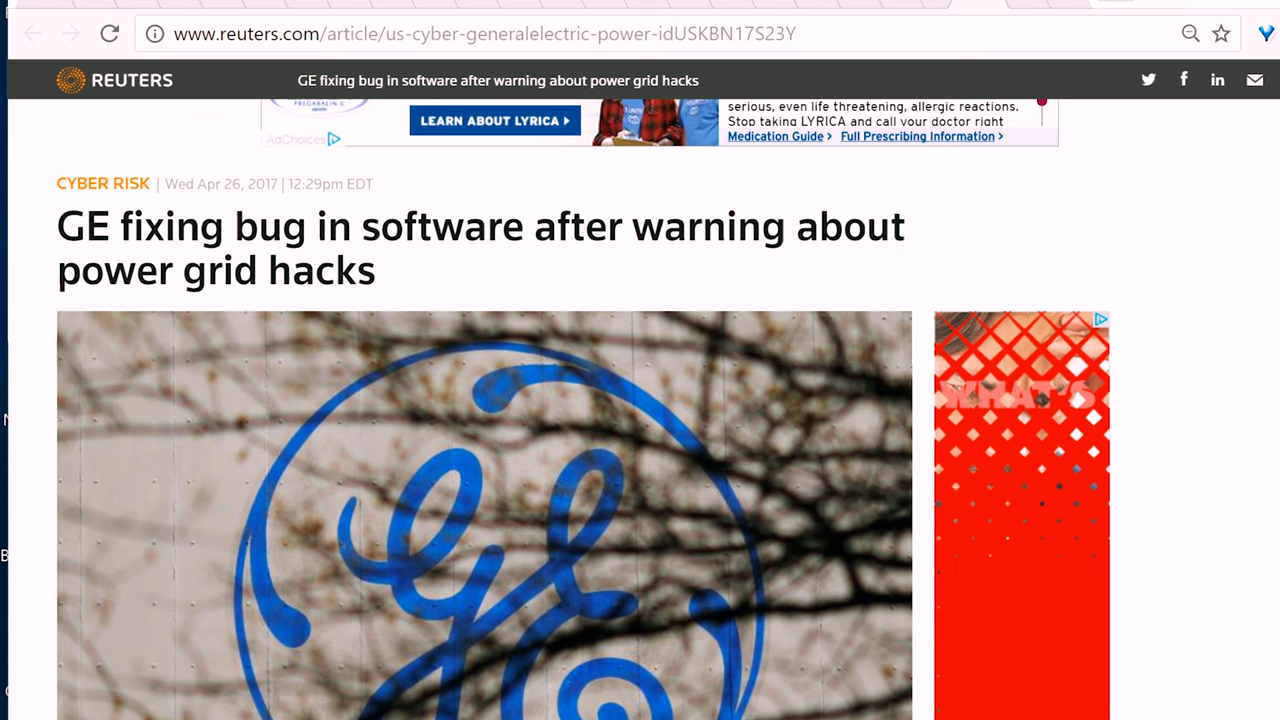 www.reuters.com/article/us-cyber-generalelectric-power-idUSKBN17S23Y
REUTERS
GE fixing bug in software after warning about power grid hacks
PREGABALIN
LEARN ABOUT LYRICA
serious, even life threatening, allergic reactions.
Stop taking LYRICA and call your doctor right
AdChoices
Medication Guide > Full Prescribing Information >
CYBER RISK | Wed Apr 26, 2017 | 12:29pm EDT
GE fixing bug in software after warning about
power grid hacks
WHAT'S
GE